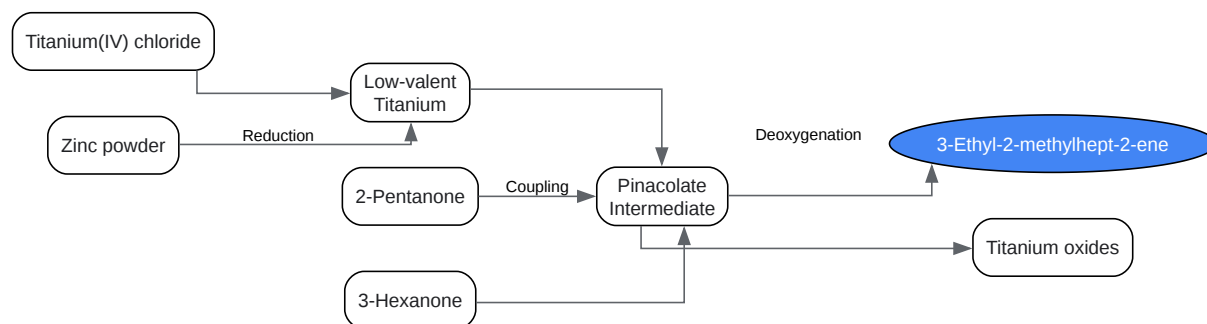 Titanium(IV) chloride
Low-valent
Titanium
Zinc powder
Reduction
Deoxygenation
3-Ethyl-2-methylhept-2-ene
2-Pentanone
Coupling
Pinacolate
Intermediate
Titanium oxides
3-Hexanone